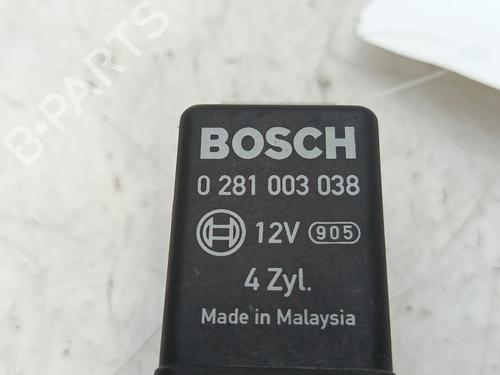 B-PARTS
BOSCH
0 281 003 038
12V 905
4 Zyl.
Made in Malaysia